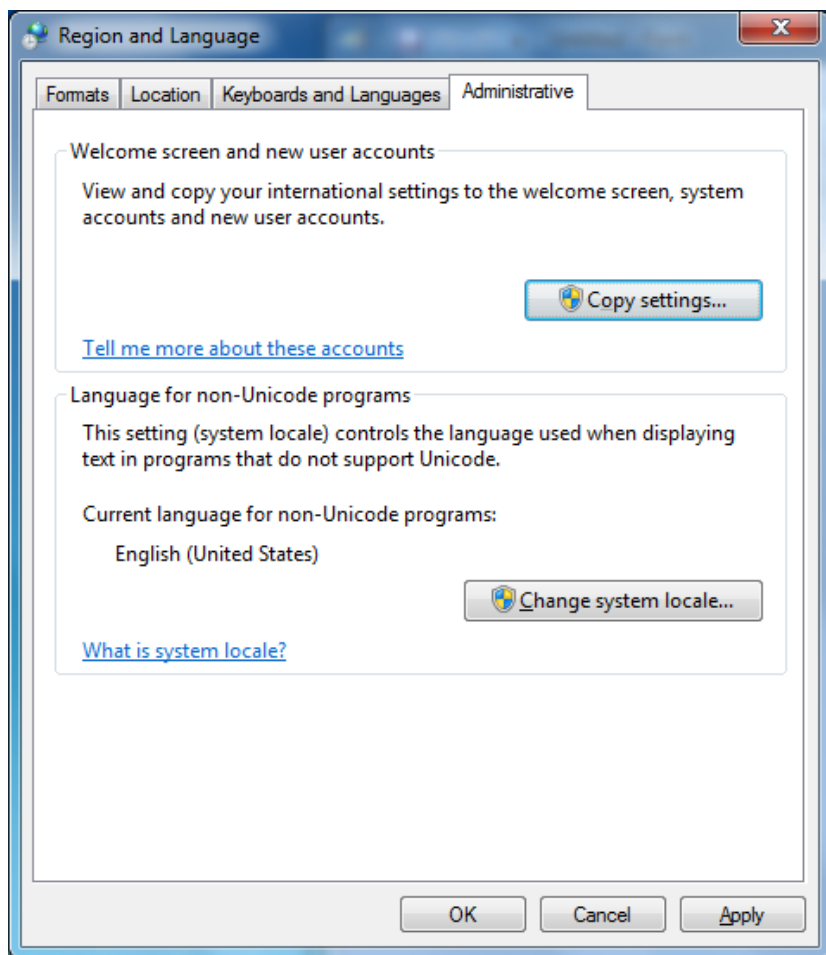 Region and Language
Formats Location Keyboards and Languages Administrative
Welcome screen and new user accounts
View and copy your international settings to the welcome screen, system
accounts and new user accounts.
Copy settings...
Tell me more about these accounts
Language for non-Unicode programs
This setting (system locale) controls the language used when displaying
text in programs that do not support Unicode.
Current language for non-Unicode programs:
English (United States)
Change system locale...
What is system locale?
OK Cancel Apply